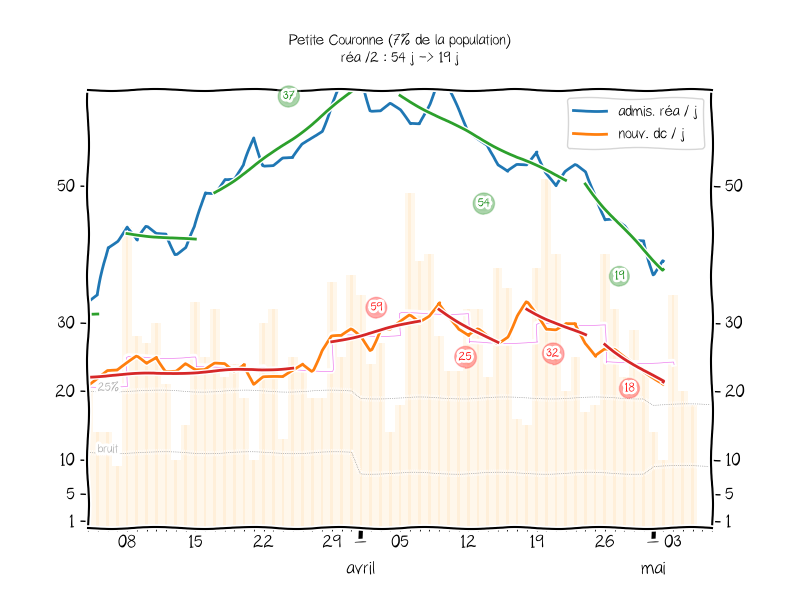 Petite Couronne (7% de la population)
réa /2 : 54 j -> 19 j
admis. réa / j
nouv. dc / j
37
54
19
59
25
32
18
50
30
20
10
5
1
50
30
20
10
5
1
25%
bruit
08 15 22 29 05 12 19 26 03
avril mai